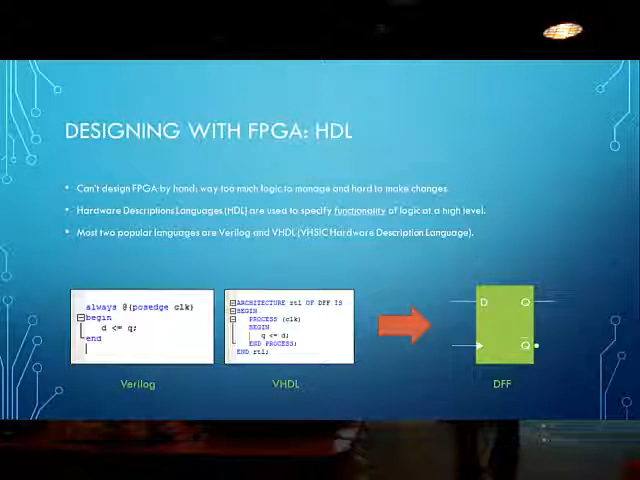 DESIGNING WITH FPGA: HDL
• Can't design FPGA by hand; way too much logic to manage and hard to make changes.
• Hardware Descriptions Languages (HDL) are used to specify functionality of logic at a high level.
• Most two popular languages are Verilog and VHDL (VHSIC Hardware Description Language).
always @(posedge clk)
begin
d <= q;
end
Verilog
ARCHITECTURE rtl OF DFF IS
BEGIN
PROCESS (clk)
BEGIN
q <= d;
END PROCESS;
END rtl;
VHDL
D Q
Q
DFF